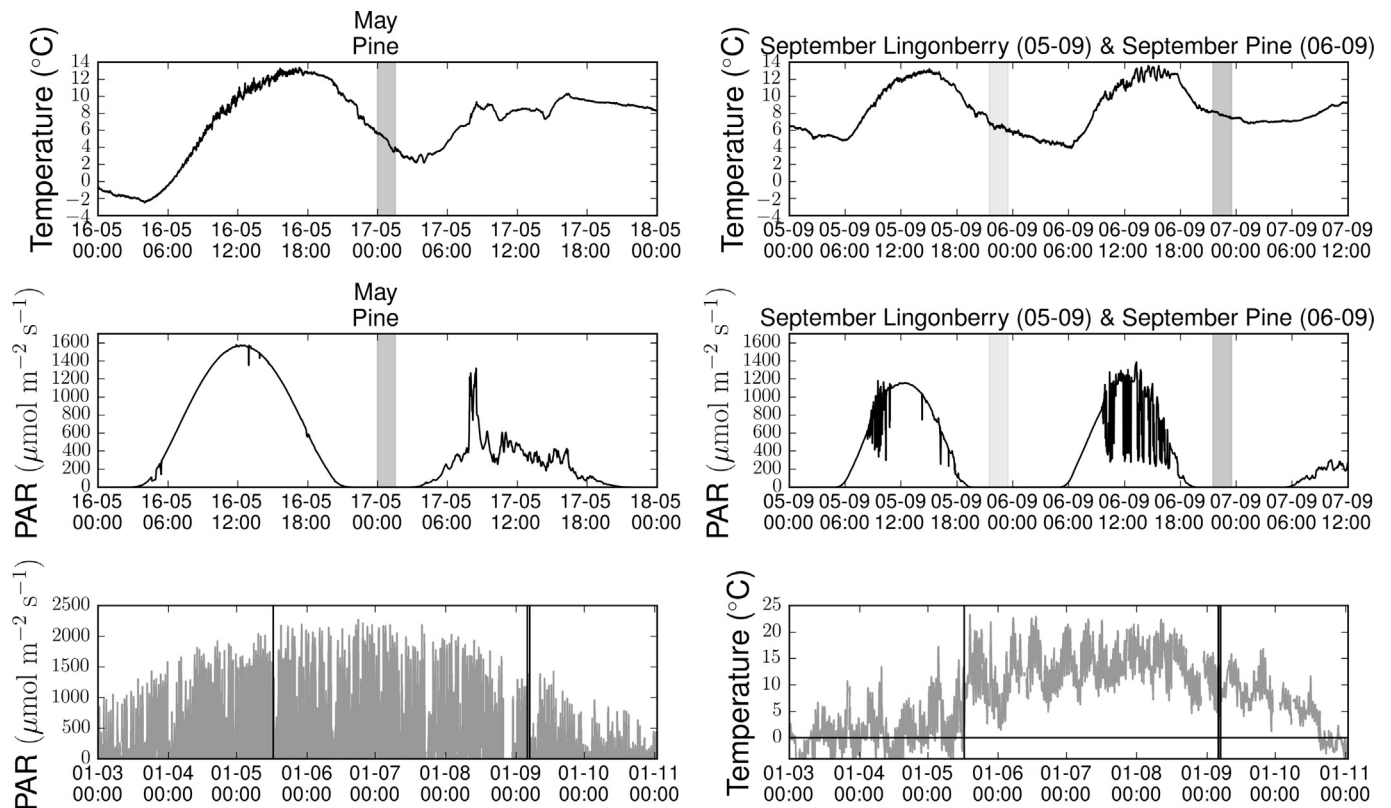 May
Pine
Temperature (°C)
14
12
10
8
6
4
2
0
−2
−4
16-05 16-05 16-05 16-05 17-05 17-05 17-05 17-05 18-05
00:00 06:00 12:00 18:00 00:00 06:00 12:00 18:00 00:00
September Lingonberry (05-09) & September Pine (06-09)
Temperature (°C)
14
12
10
8
6
4
2
0
−2
−4
05-09 05-09 05-09 05-09 06-09 06-09 06-09 06-09 07-09 07-09 07-09
00:00 06:00 12:00 18:00 00:00 06:00 12:00 18:00 00:00 06:00 12:00
May
Pine
PAR (μmol m−2 s−1)
1600
1400
1200
1000
800
600
400
200
0
16-05 16-05 16-05 16-05 17-05 17-05 17-05 17-05 18-05
00:00 06:00 12:00 18:00 00:00 06:00 12:00 18:00 00:00
September Lingonberry (05-09) & September Pine (06-09)
PAR (μmol m−2 s−1)
1600
1400
1200
1000
800
600
400
200
0
05-09 05-09 05-09 05-09 06-09 06-09 06-09 06-09 07-09 07-09 07-09
00:00 06:00 12:00 18:00 00:00 06:00 12:00 18:00 00:00 06:00 12:00
PAR (μmol m−2 s−1)
2500
2000
1500
1000
500
0
01-03 01-04 01-05 01-06 01-07 01-08 01-09 01-10 01-11
00:00 00:00 00:00 00:00 00:00 00:00 00:00 00:00 00:00
Temperature (°C)
25
20
15
10
5
0
01-03 01-04 01-05 01-06 01-07 01-08 01-09 01-10 01-11
00:00 00:00 00:00 00:00 00:00 00:00 00:00 00:00 00:00